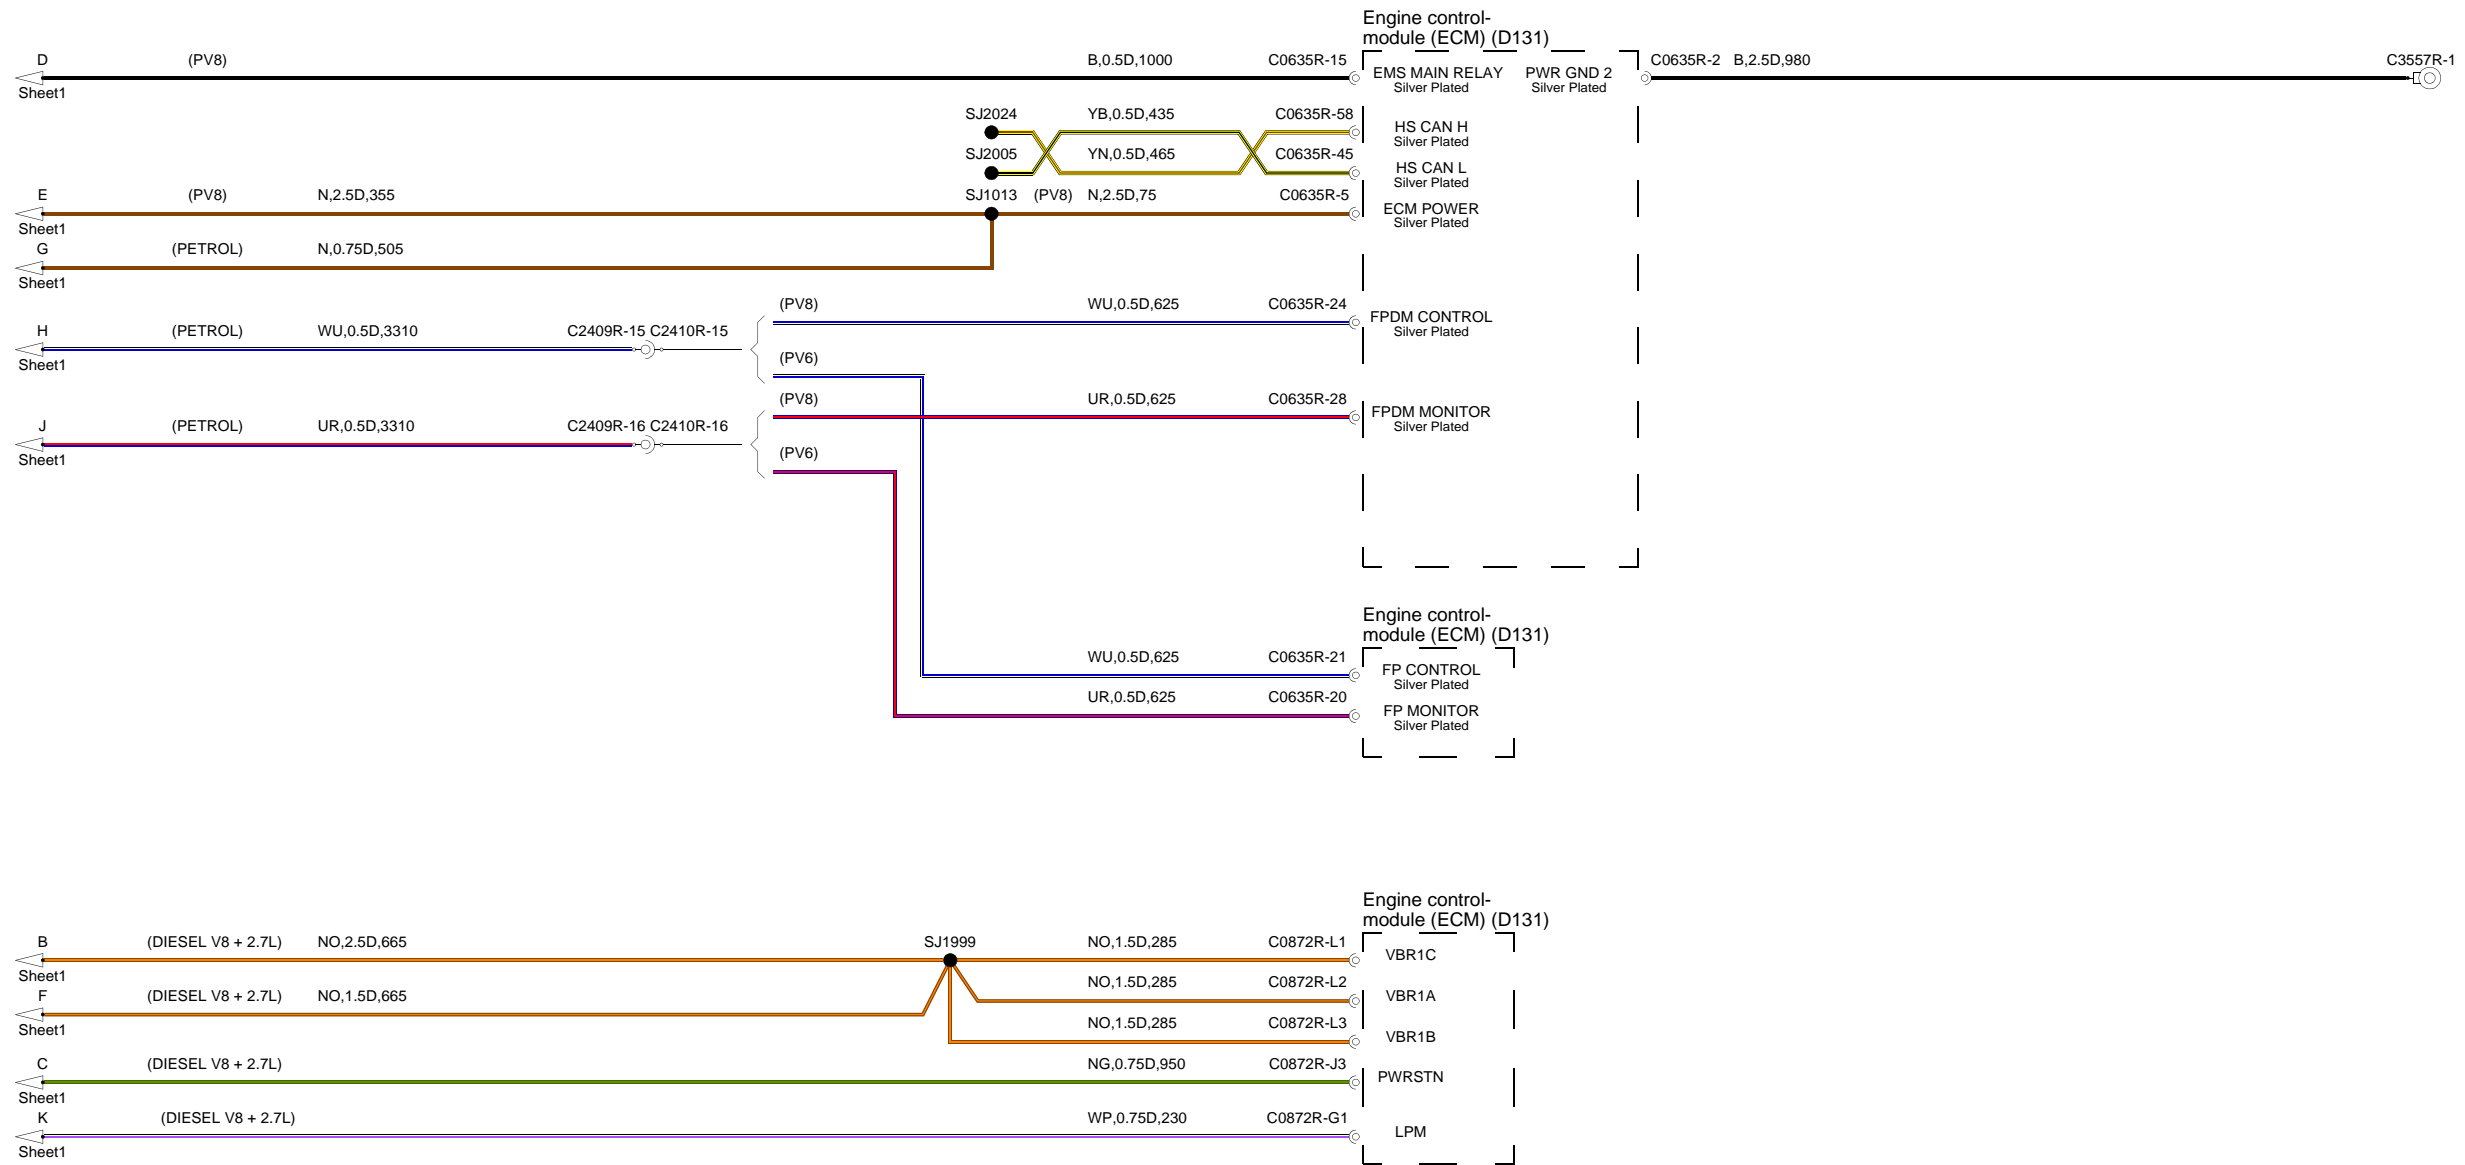 Engine control-
module (ECM) (D131)
D (PV8) B,0.5D,1000 C0635R-15 C0635R-2 B,2.5D,980 C3557R-1
EMS MAIN RELAY PWR GND 2
Silver Plated Silver Plated
Sheet1
SJ2024 YB,0.5D,435 C0635R-58
HS CAN H
Silver Plated
SJ2005 YN,0.5D,465 C0635R-45
HS CAN L
Silver Plated
E (PV8) N,2.5D,355 SJ1013 (PV8) N,2.5D,75 C0635R-5
ECM POWER
Silver Plated
Sheet1
G (PETROL) N,0.75D,505
Sheet1
(PV8) WU,0.5D,625 C0635R-24
FPDM CONTROL
Silver Plated
H (PETROL) WU,0.5D,3310 C2409R-15 C2410R-15
(PV6)
Sheet1
(PV8) UR,0.5D,625 C0635R-28
FPDM MONITOR
Silver Plated
J (PETROL) UR,0.5D,3310 C2409R-16 C2410R-16
(PV6)
Sheet1
Engine control-
module (ECM) (D131)
WU,0.5D,625 C0635R-21
FP CONTROL
Silver Plated
UR,0.5D,625 C0635R-20
FP MONITOR
Silver Plated
Engine control-
module (ECM) (D131)
B (DIESEL V8 + 2.7L) NO,2.5D,665 SJ1999 NO,1.5D,285 C0872R-L1
VBR1C
Sheet1
NO,1.5D,285 C0872R-L2
F (DIESEL V8 + 2.7L) NO,1.5D,665 VBR1A
NO,1.5D,285 C0872R-L3
Sheet1
VBR1B
C (DIESEL V8 + 2.7L) NG,0.75D,950 C0872R-J3
PWRSTN
Sheet1
K (DIESEL V8 + 2.7L) WP,0.75D,230 C0872R-G1
LPM
Sheet1